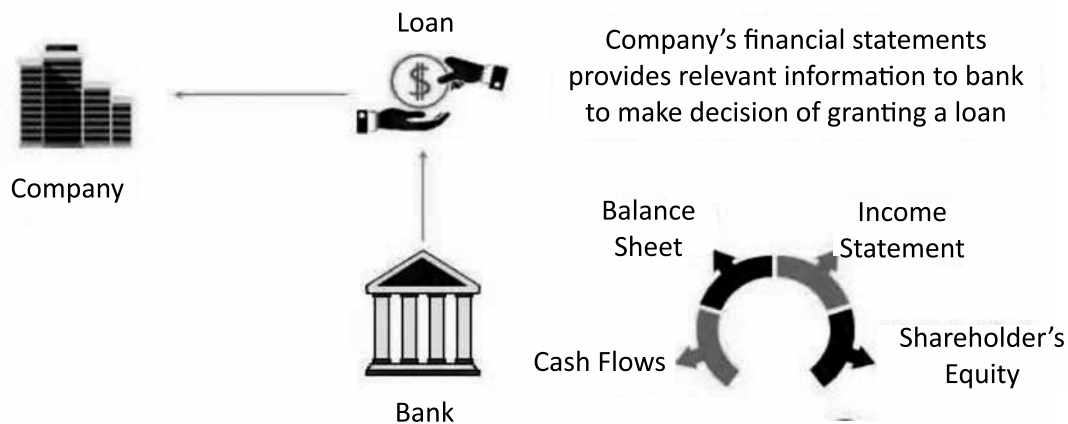 Loan
Company
Bank
Company’s financial statements
provides relevant information to bank
to make decision of granting a loan
Balance
Sheet
Income
Statement
Cash Flows
Shareholder’s
Equity